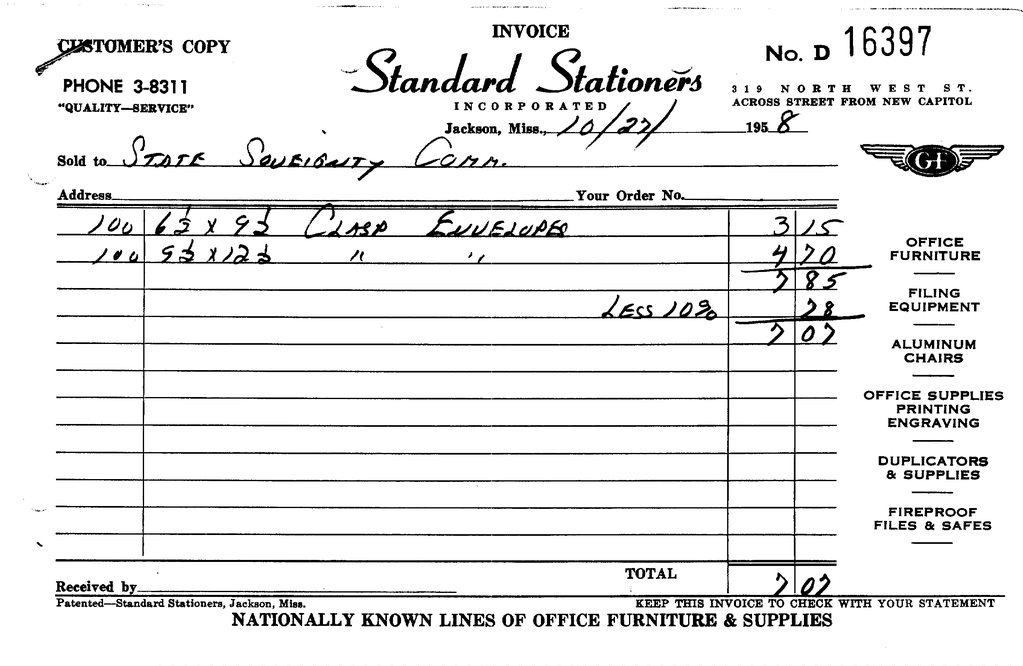 CUSTOMER'S COPY
INVOICE
No. D 16397
PHONE 3-8311
"QUALITY—SERVICE"
Standard Stationers
INCORPORATED
319 NORTH WEST ST.
ACROSS STREET FROM NEW CAPITOL
Jackson, Miss., 10/27/ 1958
Sold to STATE SOVEIGNTY COMM.
GF
Address Your Order No.
100 6½ X 9½ CLASP ENVELOPES 3 15
100 9½ X 12½ " " 4 70
7 85
LESS 10% 78
7 07
OFFICE
FURNITURE
FILING
EQUIPMENT
ALUMINUM
CHAIRS
OFFICE SUPPLIES
PRINTING
ENGRAVING
DUPLICATORS
& SUPPLIES
FIREPROOF
FILES & SAFES
Received by TOTAL 7 07
Patented—Standard Stationers, Jackson, Miss. KEEP THIS INVOICE TO CHECK WITH YOUR STATEMENT
NATIONALLY KNOWN LINES OF OFFICE FURNITURE & SUPPLIES